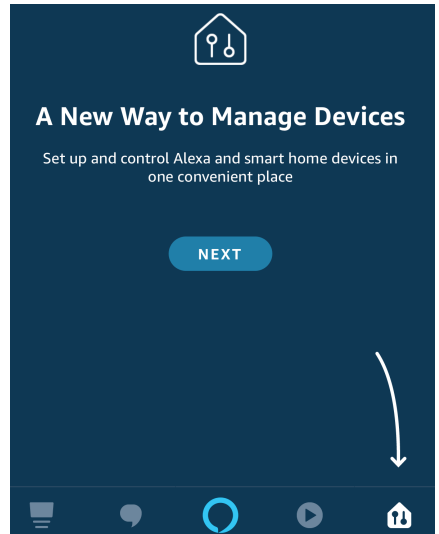 A New Way to Manage Devices
Set up and control Alexa and smart home devices in
one convenient place
NEXT